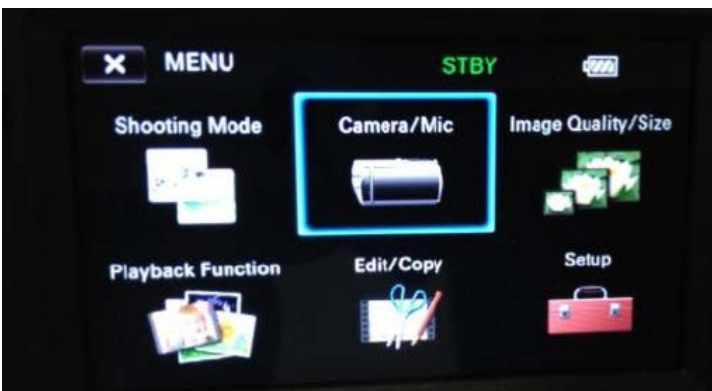 MENU STBY
Shooting Mode Camera/Mic Image Quality/Size
Playback Function Edit/Copy Setup